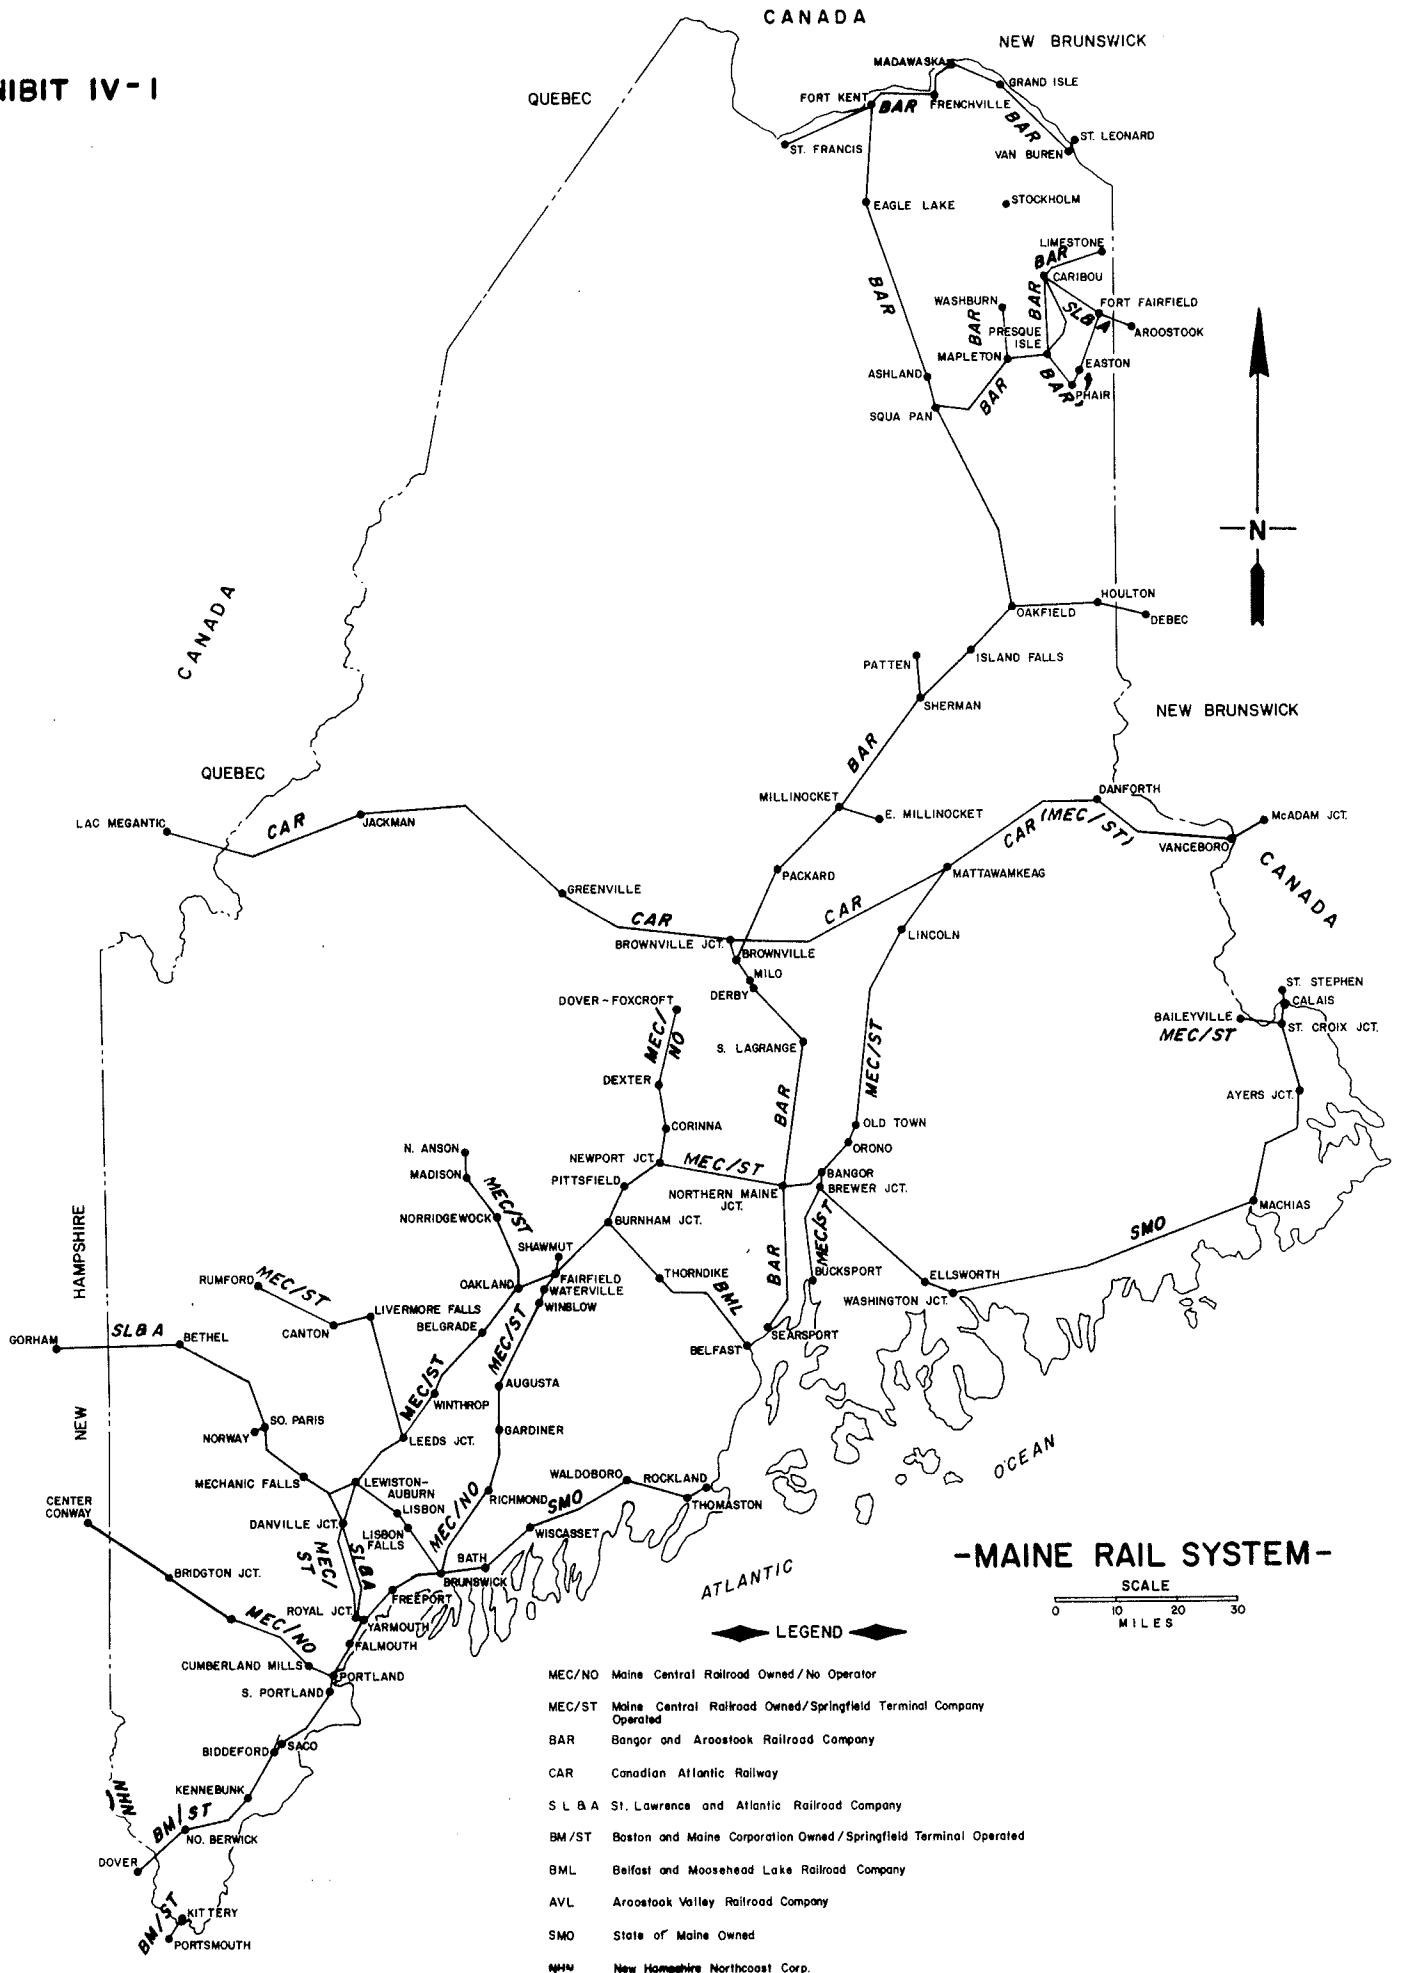 NIBIT IV-I
CANADA
NEW BRUNSWICK
QUEBEC
MADAWASKA
GRAND ISLE
FORT KENT
BAR
FRENCHVILLE
BAR
ST. LEONARD
ST. FRANCIS
VAN BUREN
EAGLE LAKE
STOCKHOLM
LIMESTONE
BAR
CARIBOU
BAR
WASHBURN
BAR
SLBA
FORT FAIRFIELD
AROOSTOOK
BAR
PRESQUE
ISLE
MAPLETON
EASTON
ASHLAND
BAR
BAR
PHAIR
SQUA PAN
N
HOULTON
OAKFIELD
DEBEC
CANADA
PATTEN
ISLAND FALLS
SHERMAN
NEW BRUNSWICK
BAR
QUEBEC
MILLINOCKET
DANFORTH
E. MILLINOCKET
LAC MEGANTIC
CAR
JACKMAN
CAR (MEC/ST)
McADAM JCT.
VANCEBORO
CANADA
PACKARD
MATTAWAMKEAG
GREENVILLE
CAR
CAR
BROWNVILLE JCT.
LINCOLN
BROWNVILLE
MILO
DERBY
ST. STEPHEN
CALAIS
DOVER-FOXCROFT
BAILEYVILLE
MEC/ST
ST. CROIX JCT.
MEC/
NO
S. LAGRANGE
MEC/ST
DEXTER
BAR
AYERS JCT.
CORINNA
OLD TOWN
ORONO
N. ANSON
NEWPORT JCT.
MEC/ST
MADISON
PITTSFIELD
BANGOR
NORTHERN MAINE
JCT.
BREWER JCT.
MEC/ST
MACHIAS
NORRIDGEWOCK
BURNHAM JCT.
MEC/ST
SMO
HAMPSHIRE
SHAWMUT
BAR
RUMFORD
MEC/ST
OAKLAND
FAIRFIELD
THORNDIKE
BUCKSPORT
ELLSWORTH
WATERVILLE
WINBLOW
BML
WASHINGTON JCT.
LIVERMORE FALLS
CANTON
BELGRADE
MEC/ST
SEARSPORT
GORHAM
SLBA
BETHEL
BELFAST
MEC/ST
AUGUSTA
WINTHROP
NEW
SO. PARIS
NORWAY
GARDINER
LEEDS JCT.
OCEAN
MECHANIC FALLS
LEWISTON-
AUBURN
WALDOBORO
ROCKLAND
RICHMOND
SMO
THOMASTON
CENTER
CONWAY
LISBON
MEC/NO
DANVILLE JCT.
LISBON
FALLS
WISCASSET
MEC/
ST
SLBA
BATH
BRUNSWICK
-MAINE RAIL SYSTEM-
BRIDGTON JCT.
ATLANTIC
SCALE
0 10 20 30
MILES
FREEPORT
ROYAL JCT.
MEC/NO
YARMOUTH
LEGEND
FALMOUTH
CUMBERLAND MILLS
PORTLAND
S. PORTLAND
MEC/NO Maine Central Railroad Owned/No Operator
MEC/ST Maine Central Railroad Owned/Springfield Terminal Company
Operated
BAR Bangor and Aroostook Railroad Company
SACO
BIDDEFORD
CAR Canadian Atlantic Railway
KENNEBUNK
NHN
S L B A St. Lawrence and Atlantic Railroad Company
BM/ST
NO. BERWICK
BM/ST Boston and Maine Corporation Owned/Springfield Terminal Operated
DOVER
BML Belfast and Moosehead Lake Railroad Company
AVL Aroostook Valley Railroad Company
KITTERY
BM/ST
PORTSMOUTH
SMO State of Maine Owned
NHN New Hampshire Northcoast Corp.